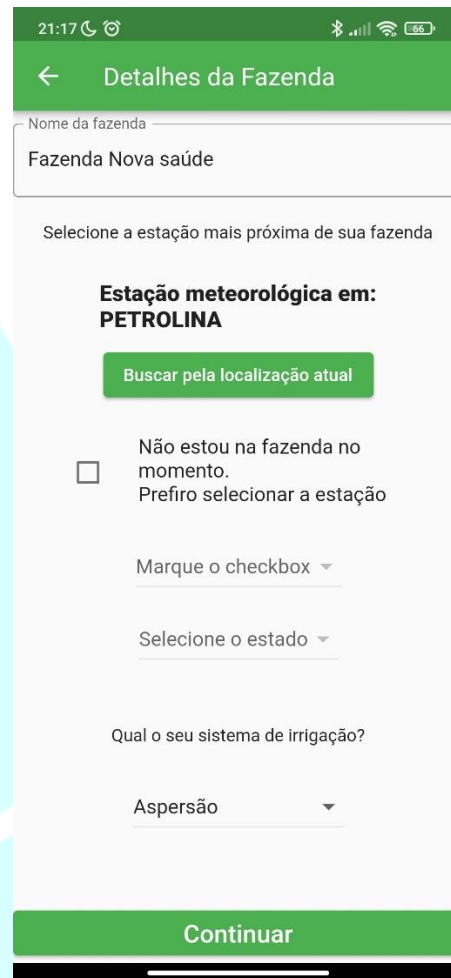 21:17
66
Detalhes da Fazenda
Nome da fazenda
Fazenda Nova saúde
Selecione a estação mais próxima de sua fazenda
Estação meteorológica em:
PETROLINA
Buscar pela localização atual
Não estou na fazenda no
momento.
Prefiro selecionar a estação
Marque o checkbox
Selecione o estado
Qual o seu sistema de irrigação?
Aspersão
Continuar